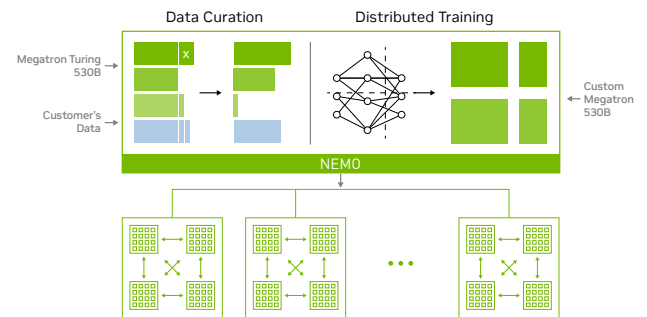 Data Curation
Distributed Training
x
Megatron Turing
530B
Customer's
Data
Custom
Megatron
530B
NEMO